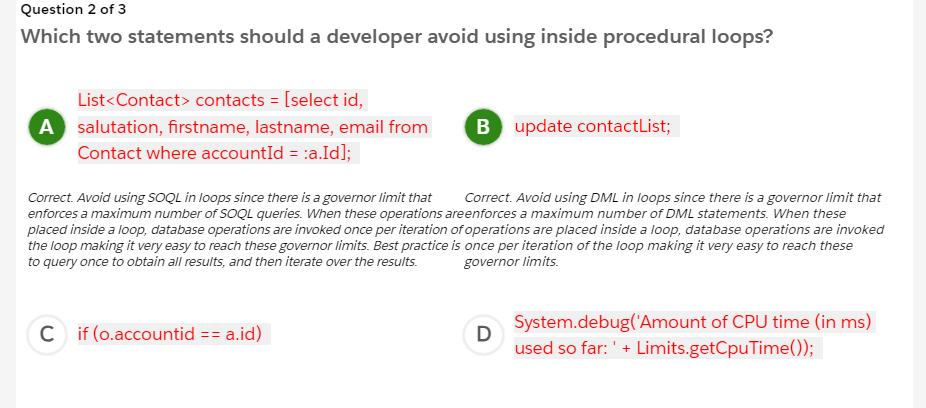 Question 2 of 3
Which two statements should a developer avoid using inside procedural loops?
A
List<Contact> contacts = [select id,
salutation, firstname, lastname, email from
Contact where accountId = :a.Id];
B
update contactList;
Correct. Avoid using SOQL in loops since there is a governor limit that
enforces a maximum number of SOQL queries. When these operations are
placed inside a loop, database operations are invoked once per iteration of
the loop making it very easy to reach these governor limits. Best practice is
to query once to obtain all results, and then iterate over the results.
Correct. Avoid using DML in loops since there is a governor limit that
enforces a maximum number of DML statements. When these
operations are placed inside a loop, database operations are invoked
once per iteration of the loop making it very easy to reach these
governor limits.
C
if (o.accountid == a.id)
D
System.debug('Amount of CPU time (in ms)
used so far: ' + Limits.getCpuTime());